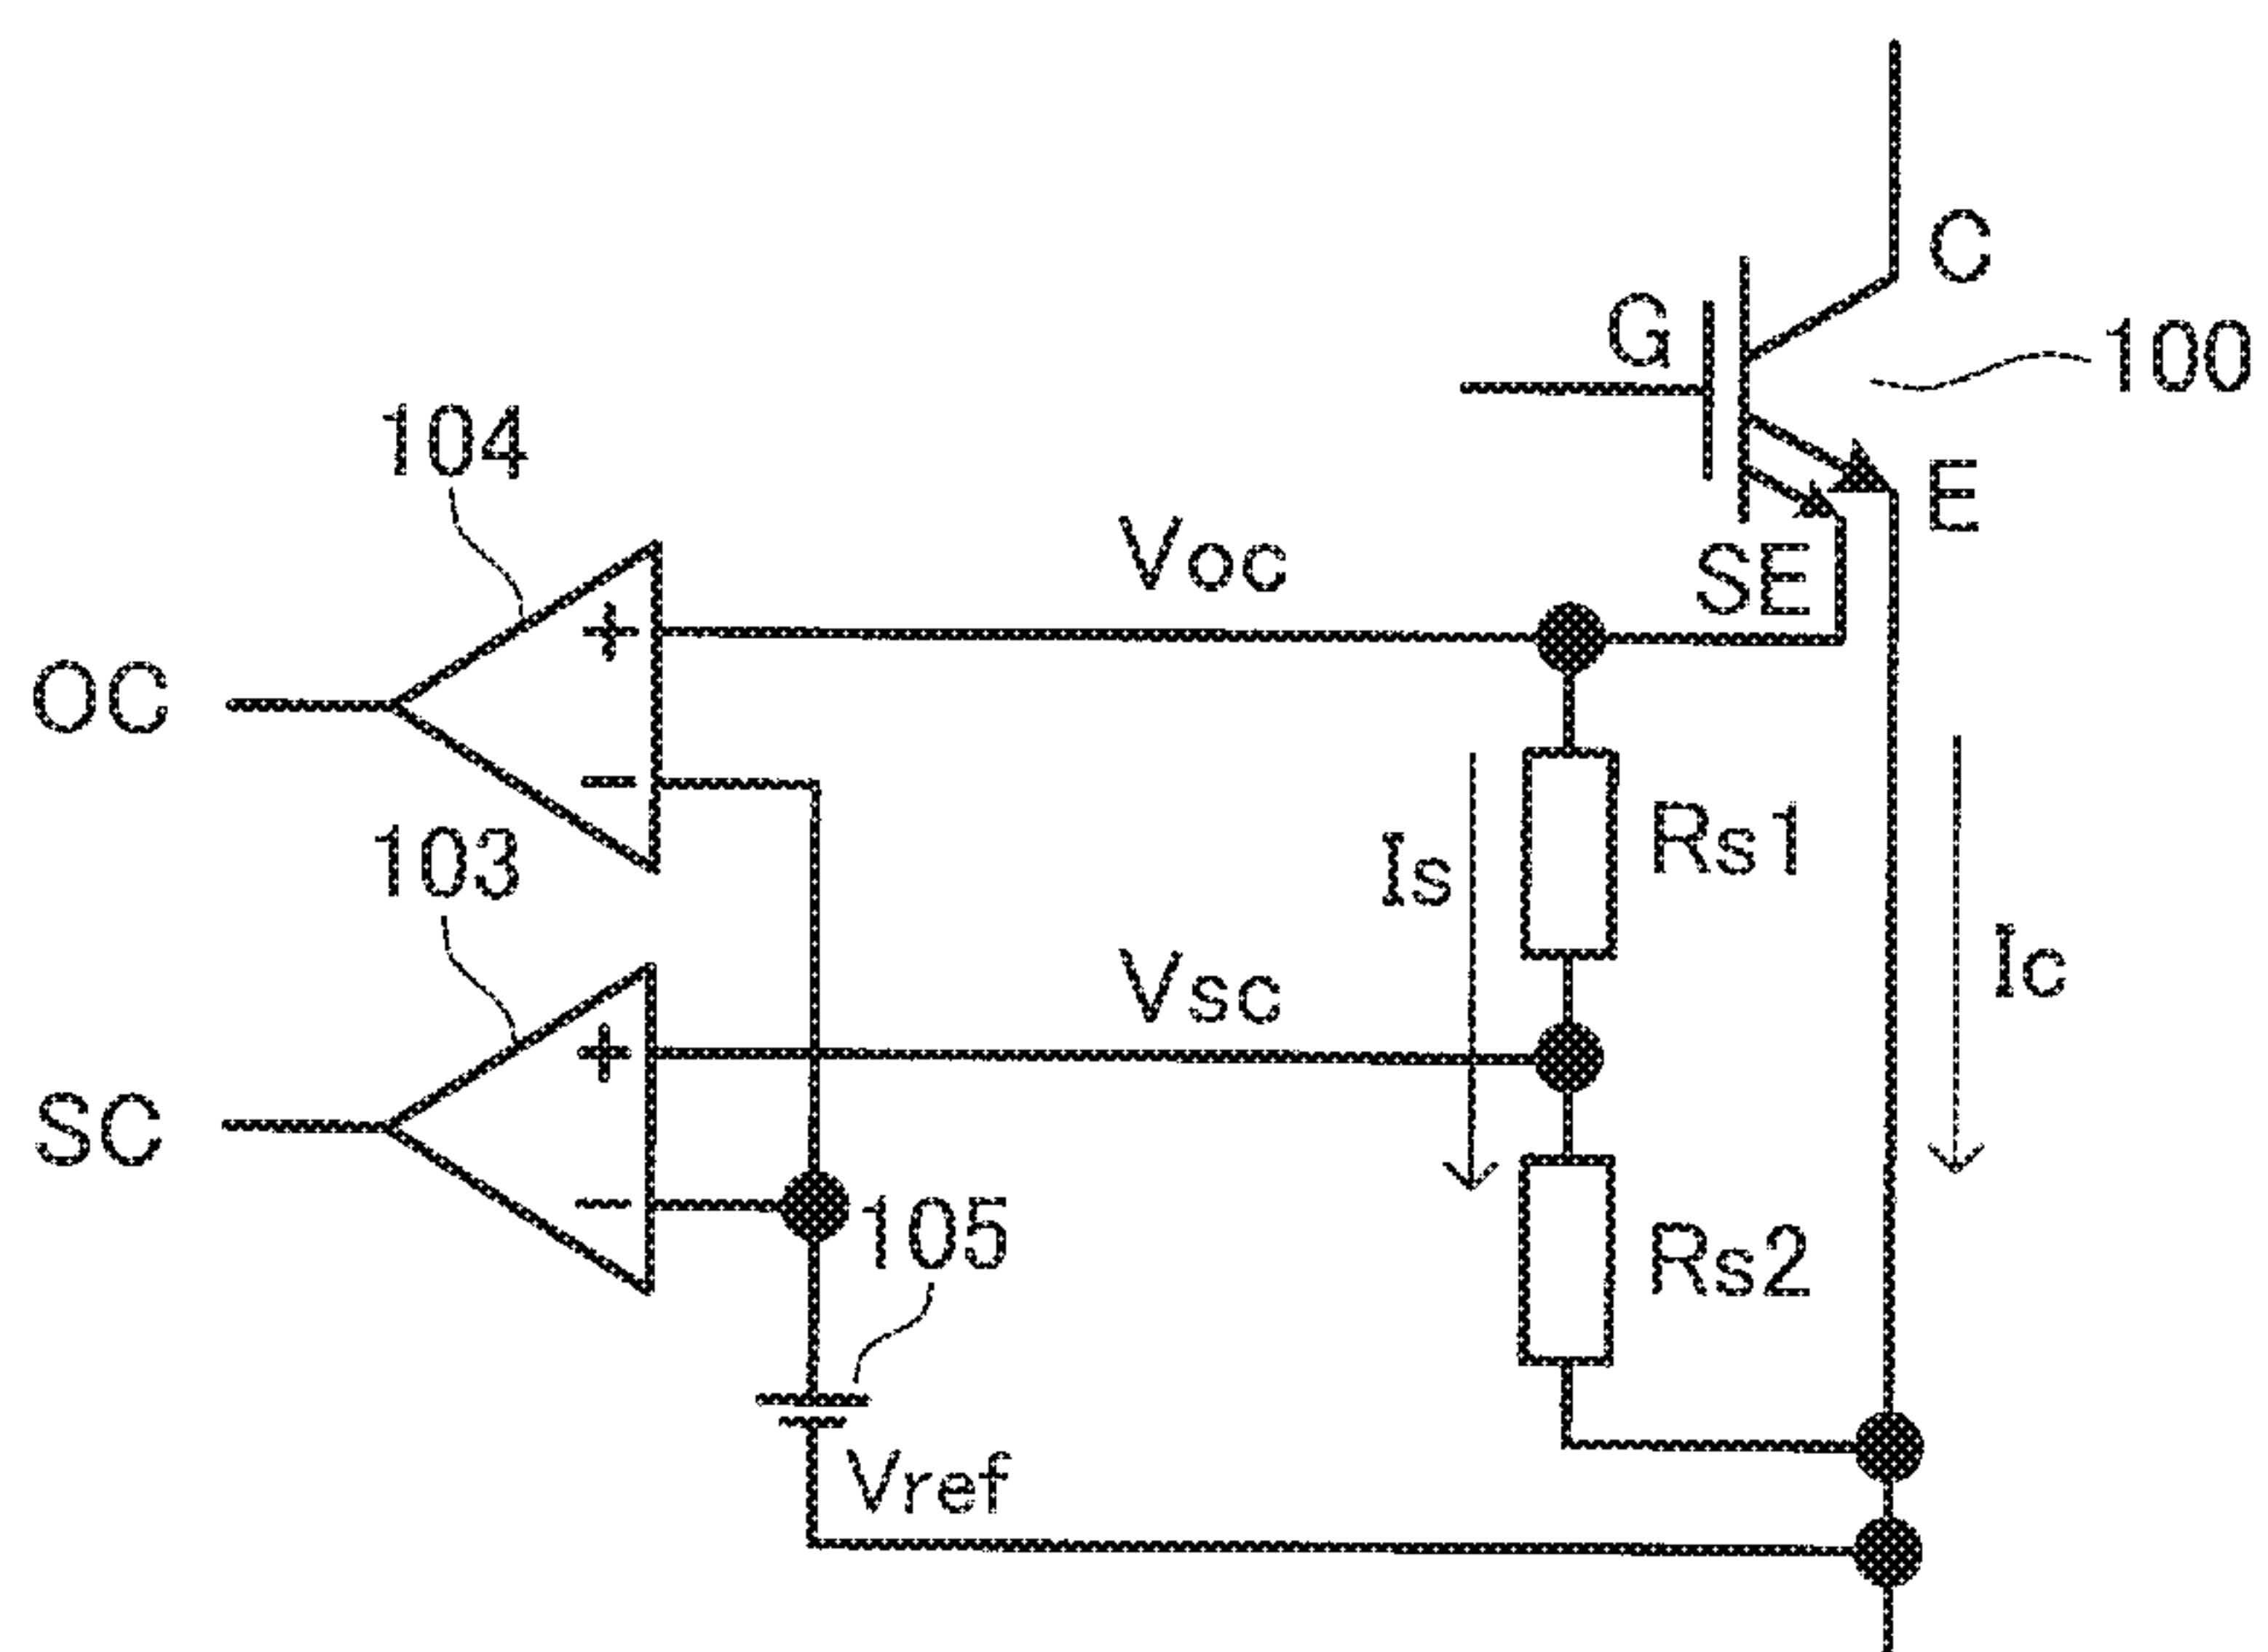 C
G
100
104
E
Voc
SE
OC
+
−
Rs1
103
Is
Vsc
Ic
+
SC
−
105
Rs2
Vref